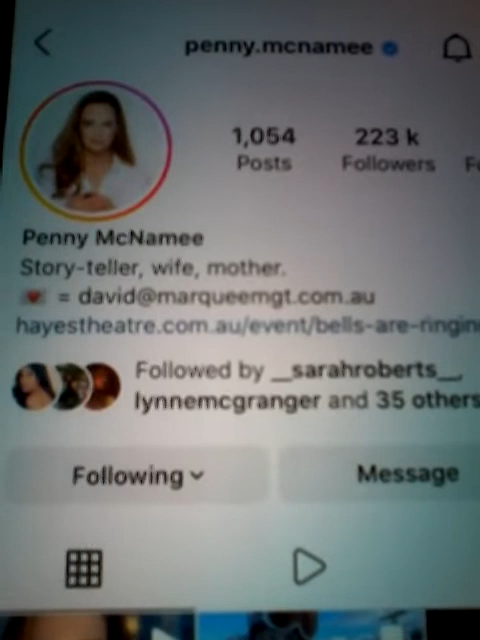 penny.mcnamee
1,054
223 k
Posts
Followers
Penny McNamee
Story-teller, wife, mother.
= david@marqueemgt.com.au
hayestheatre.com.au/event/bells-are-ringin
Followed by __sarahroberts__,
lynnemcgranger and 35 others
Following
Message